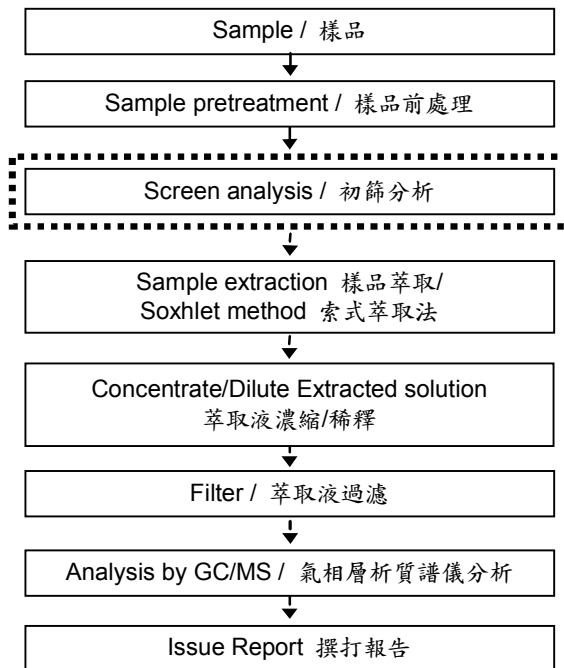 Sample / 樣品
Sample pretreatment / 樣品前處理
Screen analysis / 初篩分析
Sample extraction 樣品萃取/
Soxhlet method 索式萃取法
Concentrate/Dilute Extracted solution
萃取液濃縮/稀釋
Filter / 萃取液過濾
Analysis by GC/MS / 氣相層析質譜儀分析
Issue Report 撰打報告